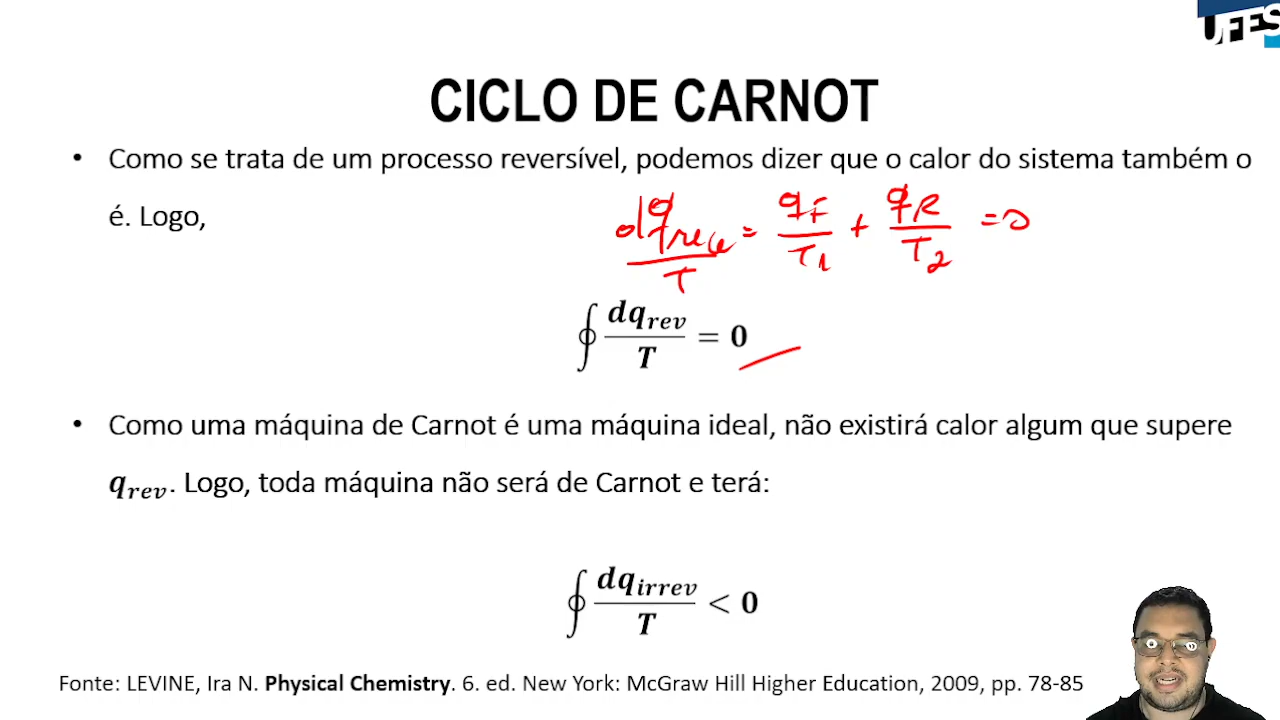 UFES
CICLO DE CARNOT
• Como se trata de um processo reversível, podemos dizer que o calor do sistema também o
é. Logo,
dq_rev/T = q_F/T_1 + q_R/T_2 = 0
∮ dq_rev/T = 0
• Como uma máquina de Carnot é uma máquina ideal, não existirá calor algum que supere
q_rev. Logo, toda máquina não será de Carnot e terá:
∮ dq_irrev/T < 0
Fonte: LEVINE, Ira N. Physical Chemistry. 6. ed. New York: McGraw Hill Higher Education, 2009, pp. 78-85